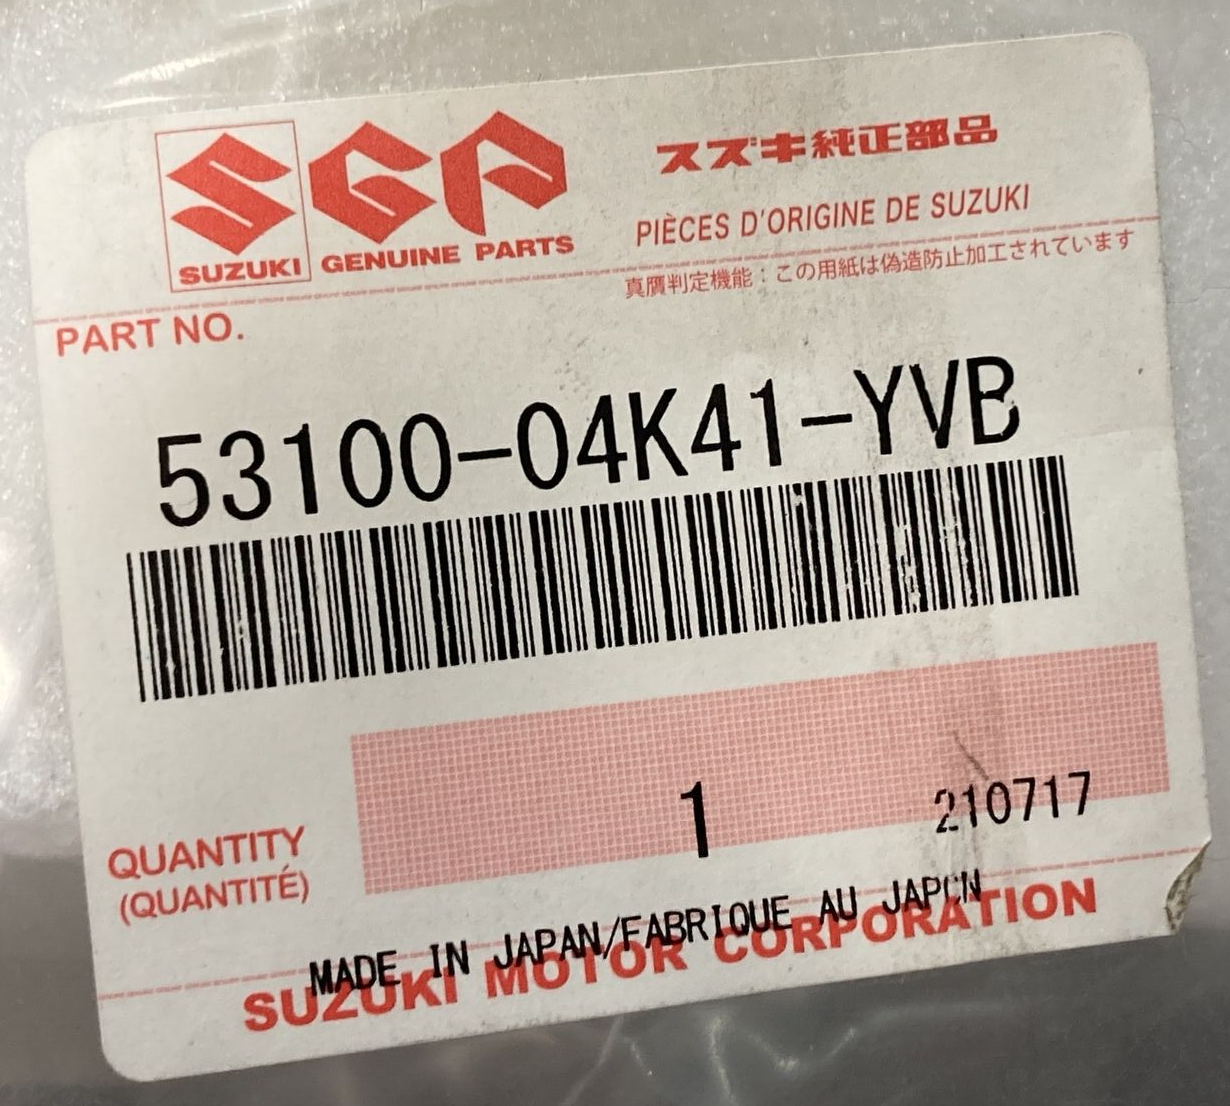 SGP
SUZUKI GENUINE PARTS
スズキ純正部品
PIÈCES D'ORIGINE DE SUZUKI
真贋判定機能：この用紙は偽造防止加工されています
PART NO.
53100-04K41-YVB
1
210717
QUANTITY
(QUANTITÉ)
MADE IN JAPAN/FABRIQUE AU JAPON
SUZUKI MOTOR CORPORATION